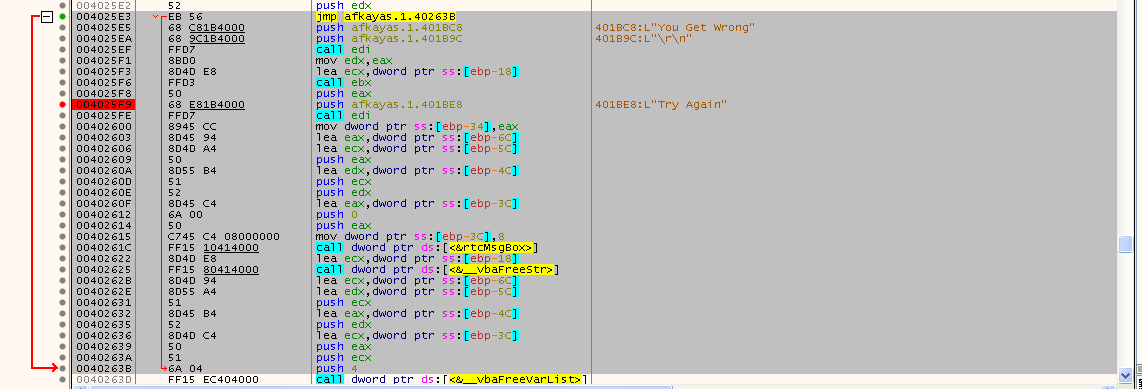 004025E2 52 push edx
004025E3 EB 56 jmp afkayas.1.40263B
004025E5 68 C81B4000 push afkayas.1.401BC8 401BC8:L"You Get Wrong"
004025EA 68 9C1B4000 push afkayas.1.401B9C 401B9C:L"\r\n"
004025EF FFD7 call edi
004025F1 8BD0 mov edx,eax
004025F3 8D4D E8 lea ecx,dword ptr ss:[ebp-18]
004025F6 FFD3 call ebx
004025F8 50 push eax
004025F9 68 E81B4000 push afkayas.1.401BE8 401BE8:L"Try Again"
004025FE FFD7 call edi
00402600 8945 CC mov dword ptr ss:[ebp-34],eax
00402603 8D45 94 lea eax,dword ptr ss:[ebp-6C]
00402606 8D4D A4 lea ecx,dword ptr ss:[ebp-5C]
00402609 50 push eax
0040260A 8D55 B4 lea edx,dword ptr ss:[ebp-4C]
0040260D 51 push ecx
0040260E 52 push edx
0040260F 8D45 C4 lea eax,dword ptr ss:[ebp-3C]
00402612 6A 00 push 0
00402614 50 push eax
00402615 C745 C4 08000000 mov dword ptr ss:[ebp-3C],8
0040261C FF15 10414000 call dword ptr ds:[<&rtcMsgBox>]
00402622 8D4D E8 lea ecx,dword ptr ss:[ebp-18]
00402625 FF15 80414000 call dword ptr ds:[<&__vbaFreeStr>]
0040262B 8D4D 94 lea ecx,dword ptr ss:[ebp-6C]
0040262E 8D55 A4 lea edx,dword ptr ss:[ebp-5C]
00402631 51 push ecx
00402632 8D45 B4 lea eax,dword ptr ss:[ebp-4C]
00402635 52 push edx
00402636 8D4D C4 lea ecx,dword ptr ss:[ebp-3C]
00402639 50 push eax
0040263A 51 push ecx
0040263B 6A 04 push 4
0040263D FF15 EC404000 call dword ptr ds:[<&__vbaFreeVarList>]